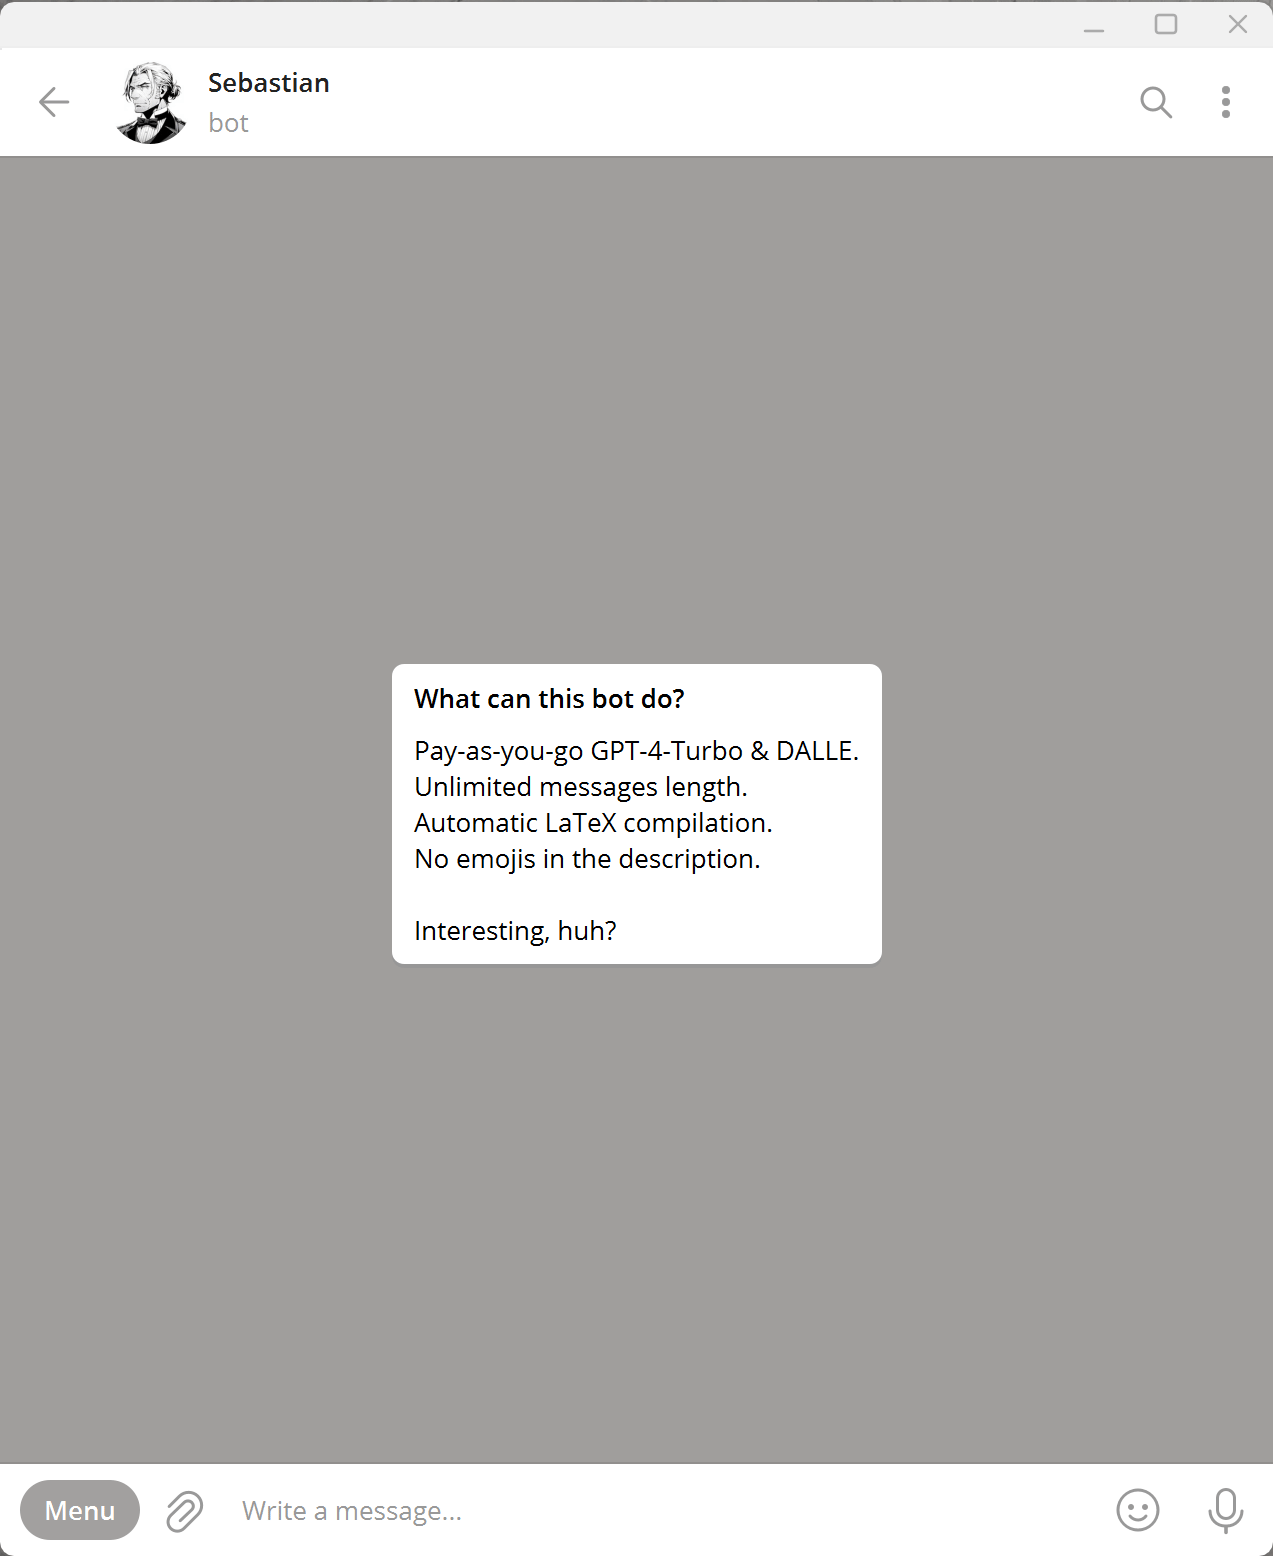 Sebastian
bot
What can this bot do?
Pay-as-you-go GPT-4-Turbo & DALLE.
Unlimited messages length.
Automatic LaTeX compilation.
No emojis in the description.
Interesting, huh?
Menu
Write a message...